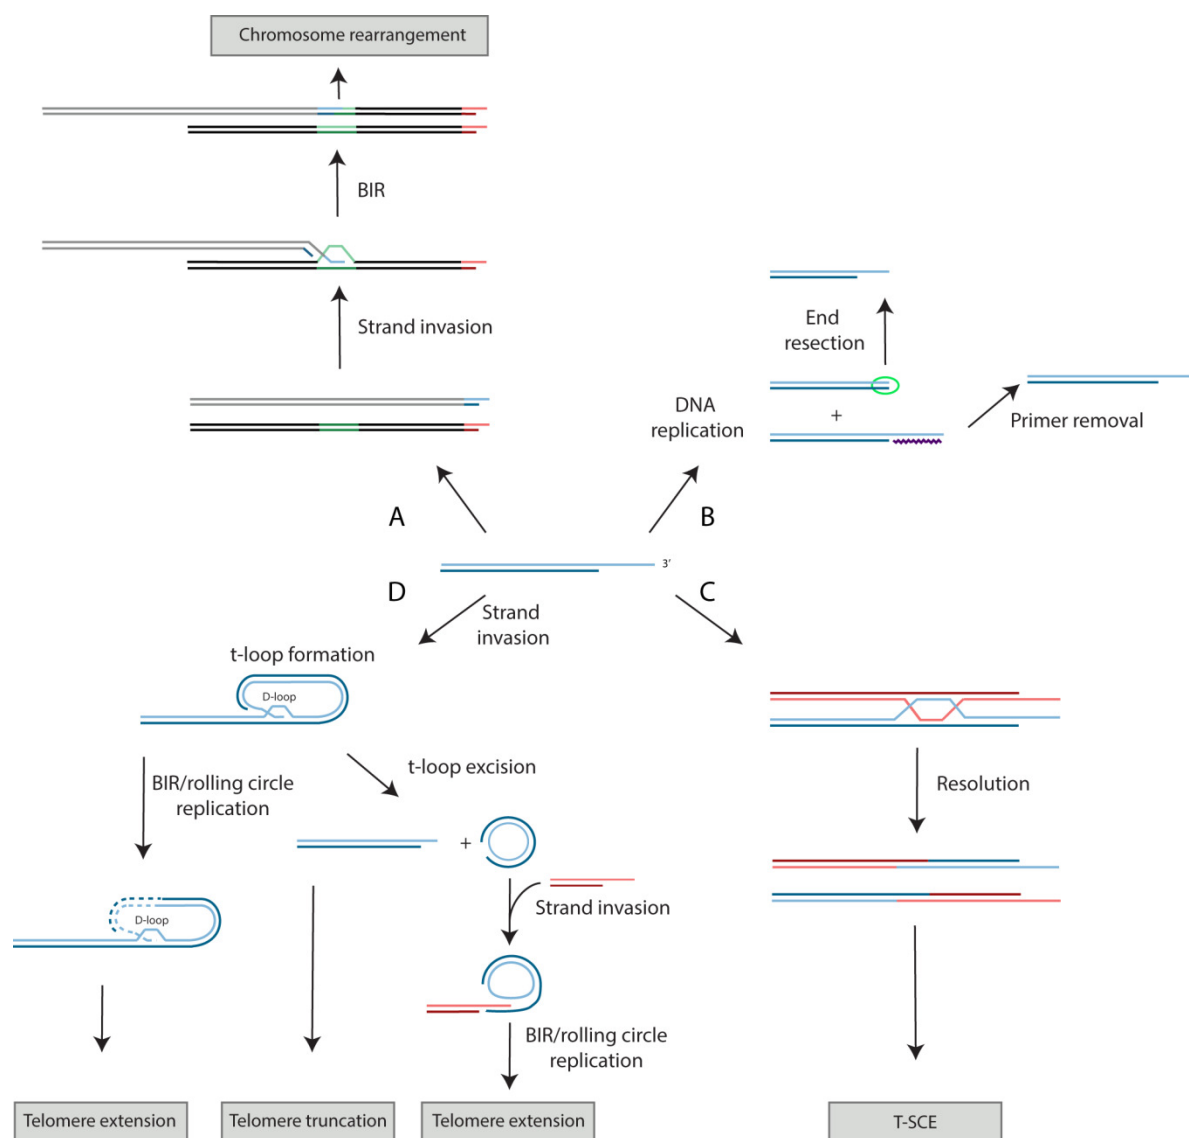 Chromosome rearrangement
BIR
Strand invasion
End
resection
DNA
replication
+
Primer removal
A
B
3'
D
C
Strand
invasion
t-loop formation
D-loop
t-loop excision
BIR/rolling circle
replication
Resolution
+
Strand invasion
D-loop
BIR/rolling circle
replication
Telomere extension
Telomere truncation
Telomere extension
T-SCE